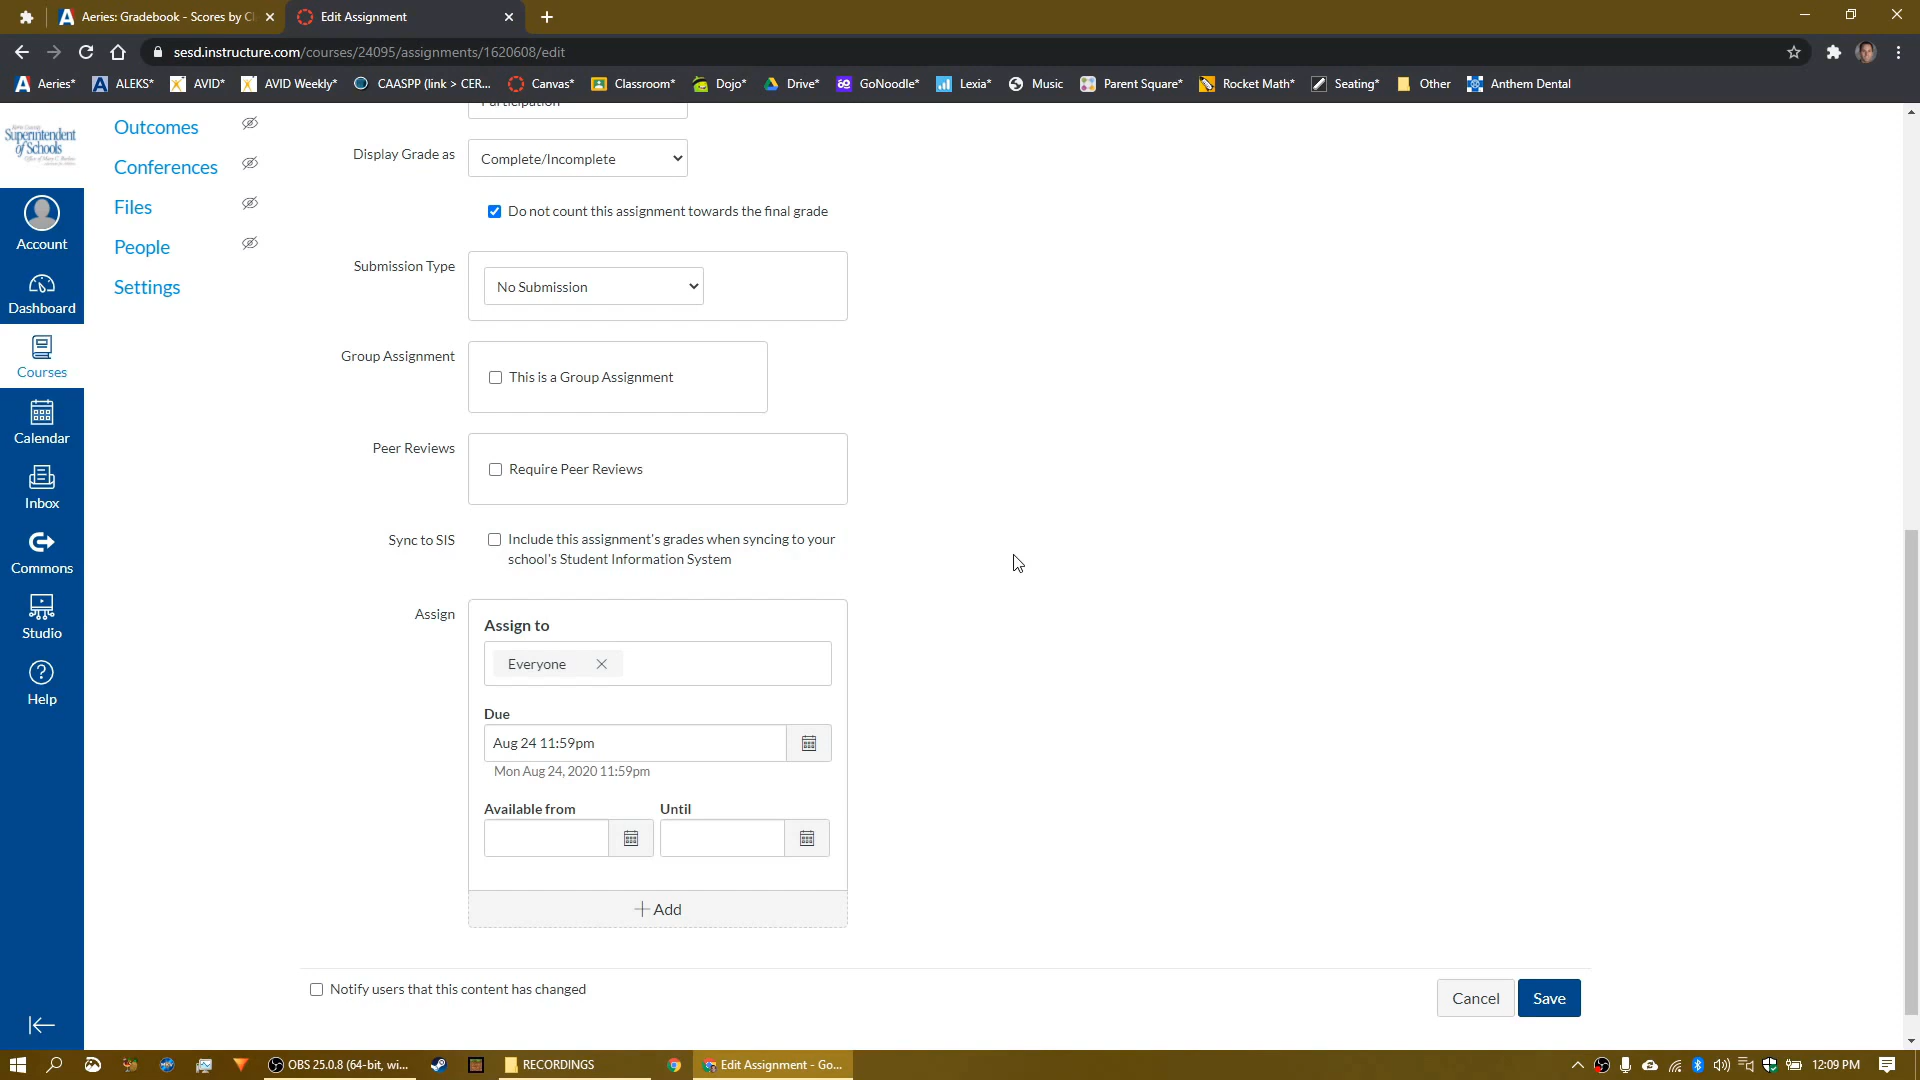 Aeries: Gradebook - Scores by Cl
Edit Assignment
sesd.instructure.com/courses/24095/assignments/1620608/edit
Aeries*
ALEKS*
AVID*
AVID Weekly*
CAASPP (link > CER...
Canvas*
Classroom*
Dojo*
Drive*
GoNoodle*
Lexia*
Music
Parent Square*
Rocket Math*
Seating*
Other
Anthem Dental
Superintendent
of Schools
Account
Dashboard
Courses
Calendar
Inbox
Commons
Studio
Help
Outcomes
Conferences
Files
People
Settings
Participation
Display Grade as
Complete/Incomplete
Do not count this assignment towards the final grade
Submission Type
No Submission
Group Assignment
This is a Group Assignment
Peer Reviews
Require Peer Reviews
Sync to SIS
Include this assignment's grades when syncing to your
school's Student Information System
Assign
Assign to
Everyone
Due
Aug 24 11:59pm
Mon Aug 24, 2020 11:59pm
Available from
Until
Add
Notify users that this content has changed
Cancel
Save
OBS 25.0.8 (64-bit, wi...
RECORDINGS
Edit Assignment - Go...
12:09 PM